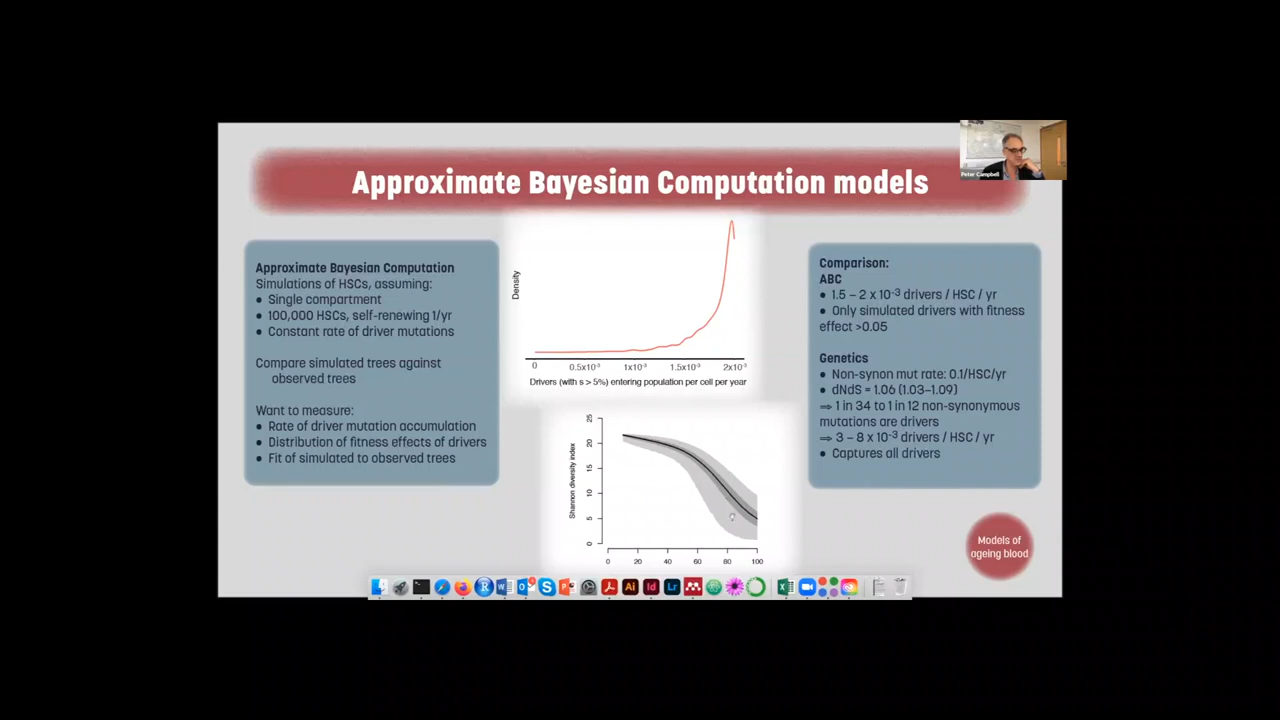 Approximate Bayesian Computation models
Peter Campbell
Approximate Bayesian Computation
Simulations of HSCs, assuming:
• Single compartment
• 100,000 HSCs, self-renewing 1/yr
• Constant rate of driver mutations
Compare simulated trees against
observed trees
Want to measure:
• Rate of driver mutation accumulation
• Distribution of fitness effects of drivers
• Fit of simulated to observed trees
Density
0 0.5x10⁻³ 1x10⁻³ 1.5x10⁻³ 2x10⁻³
Drivers (with s > 5%) entering population per cell per year
Shannon diversity index
25
20
15
10
5
0
0 20 40 60 80 100
Comparison:
ABC
• 1.5 – 2 x 10⁻³ drivers / HSC / yr
• Only simulated drivers with fitness
effect >0.05
Genetics
• Non-synon mut rate: 0.1/HSC/yr
• dNdS = 1.06 (1.03–1.09)
⇒ 1 in 34 to 1 in 12 non-synonymous
mutations are drivers
⇒ 3 – 8 x 10⁻³ drivers / HSC / yr
• Captures all drivers
Models of
ageing blood
Ai
Id
Lr